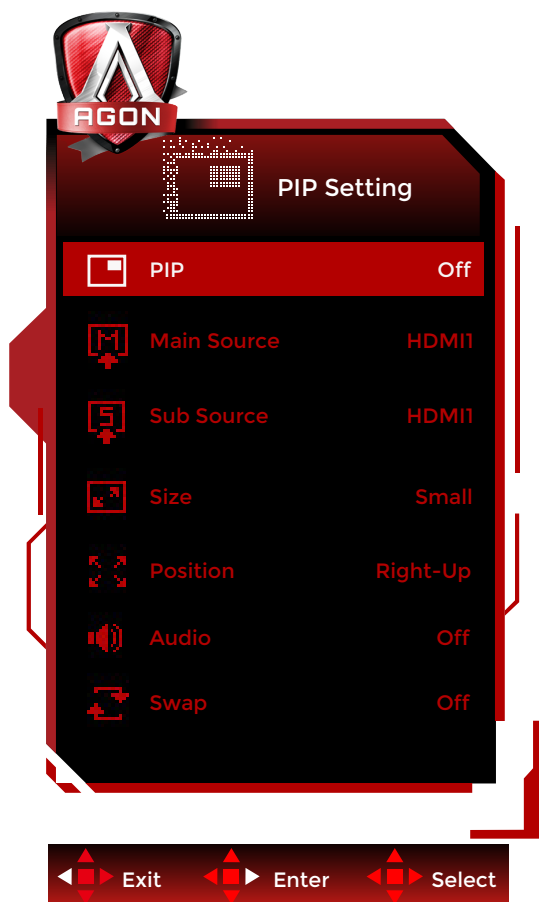 AGON
PIP Setting
PIP Off
Main Source HDMI1
Sub Source HDMI1
Size Small
Position Right-Up
Audio Off
Swap Off
Exit Enter Select